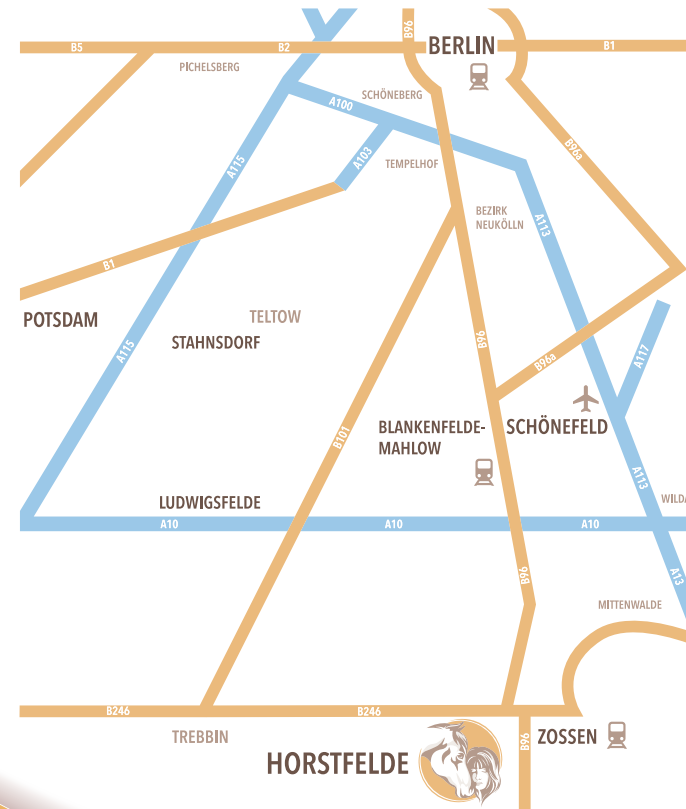 B96
B5
B2
BERLIN
B1
PICHELSBERG
SCHÖNEBERG
A100
B96a
A115
A103
TEMPELHOF
BEZIRK
NEUKÖLLN
A113
B1
POTSDAM
TELTOW
STAHNSDORF
A115
B96
B96a
A117
B101
BLANKENFELDE-
MAHLOW
SCHÖNEFELD
A113
LUDWIGSFELDE
WILDA
A10
A10
A10
B96
A13
MITTENWALDE
B246
B246
TREBBIN
B96
ZOSSEN
HORSTFELDE